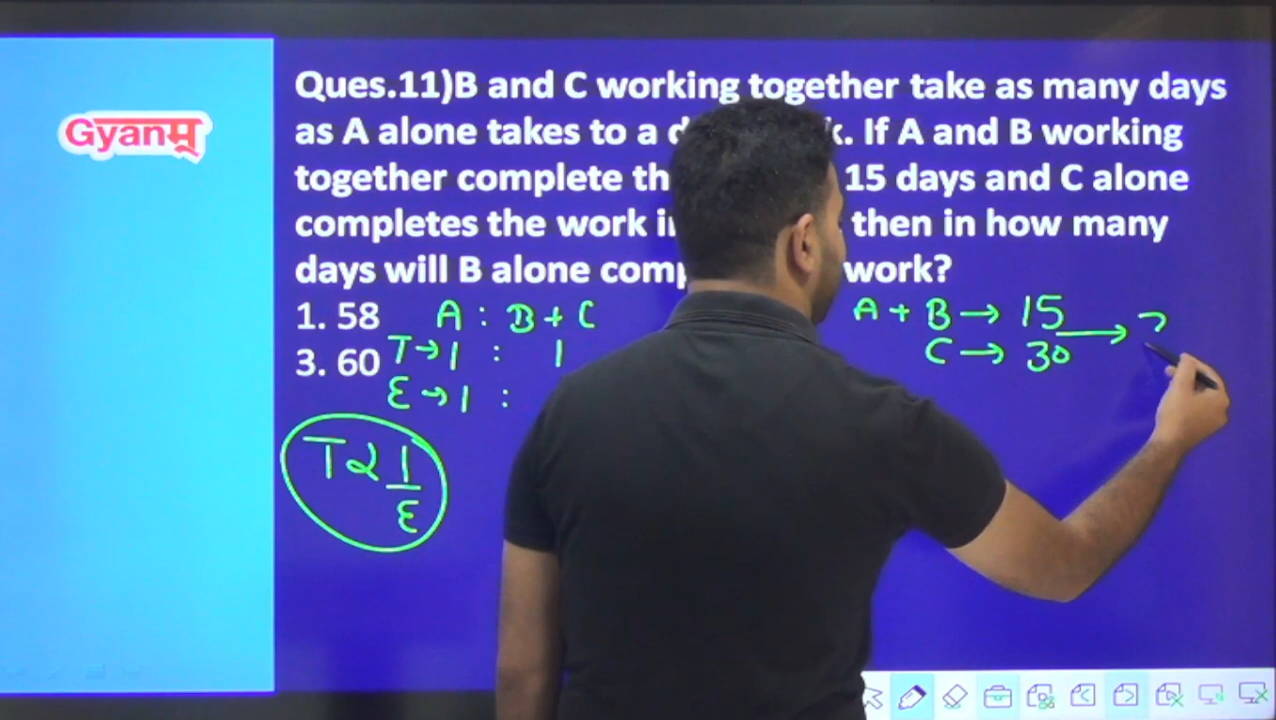 Gyanम्
Ques.11)B and C working together take as many days
as A alone takes to a d k. If A and B working
together complete th 15 days and C alone
completes the work i then in how many
days will B alone comp work?
1. 58
3. 60
A : B + C
T → 1 : 1
E → 1 :
T ∝ 1/E
A + B → 15
C → 30